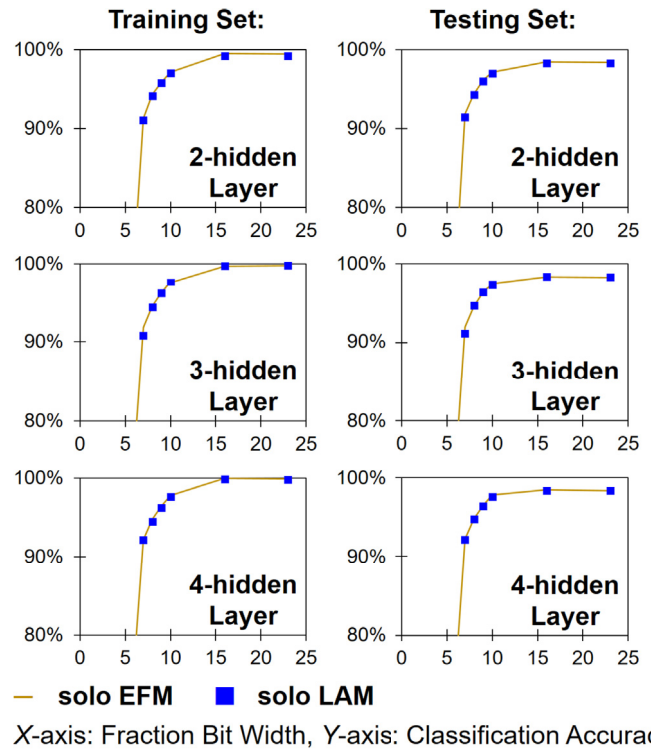 Training Set:
Testing Set:
100%
90%
80%
2-hidden
Layer
0 5 10 15 20 25
100%
90%
80%
2-hidden
Layer
0 5 10 15 20 25
100%
90%
80%
3-hidden
Layer
0 5 10 15 20 25
100%
90%
80%
3-hidden
Layer
0 5 10 15 20 25
100%
90%
80%
4-hidden
Layer
0 5 10 15 20 25
100%
90%
80%
4-hidden
Layer
0 5 10 15 20 25
solo EFM solo LAM
X-axis: Fraction Bit Width, Y-axis: Classification